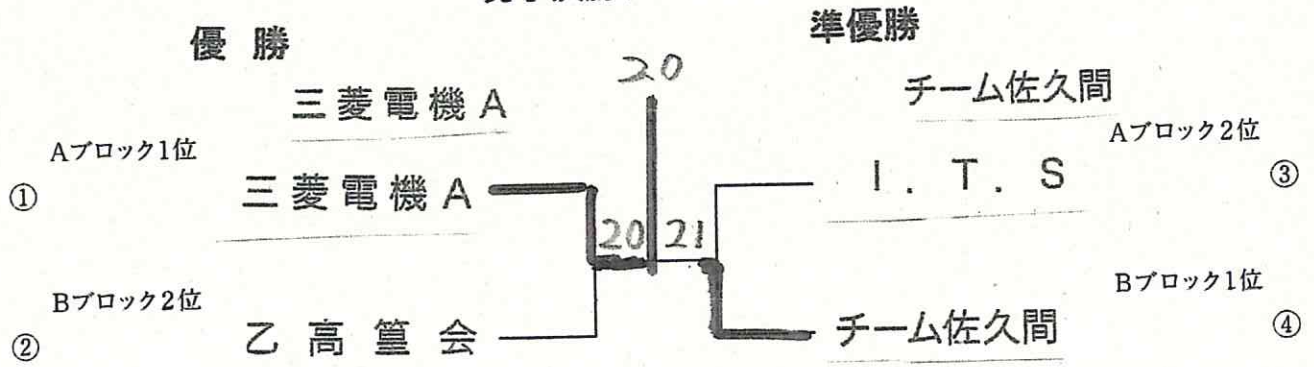 優勝
準優勝
20
三菱電機A
チーム佐久間
Aブロック1位
Aブロック2位
① 三菱電機A
I.T.S ③
20 21
Bブロック2位
Bブロック1位
② 乙高篁会
チーム佐久間 ④